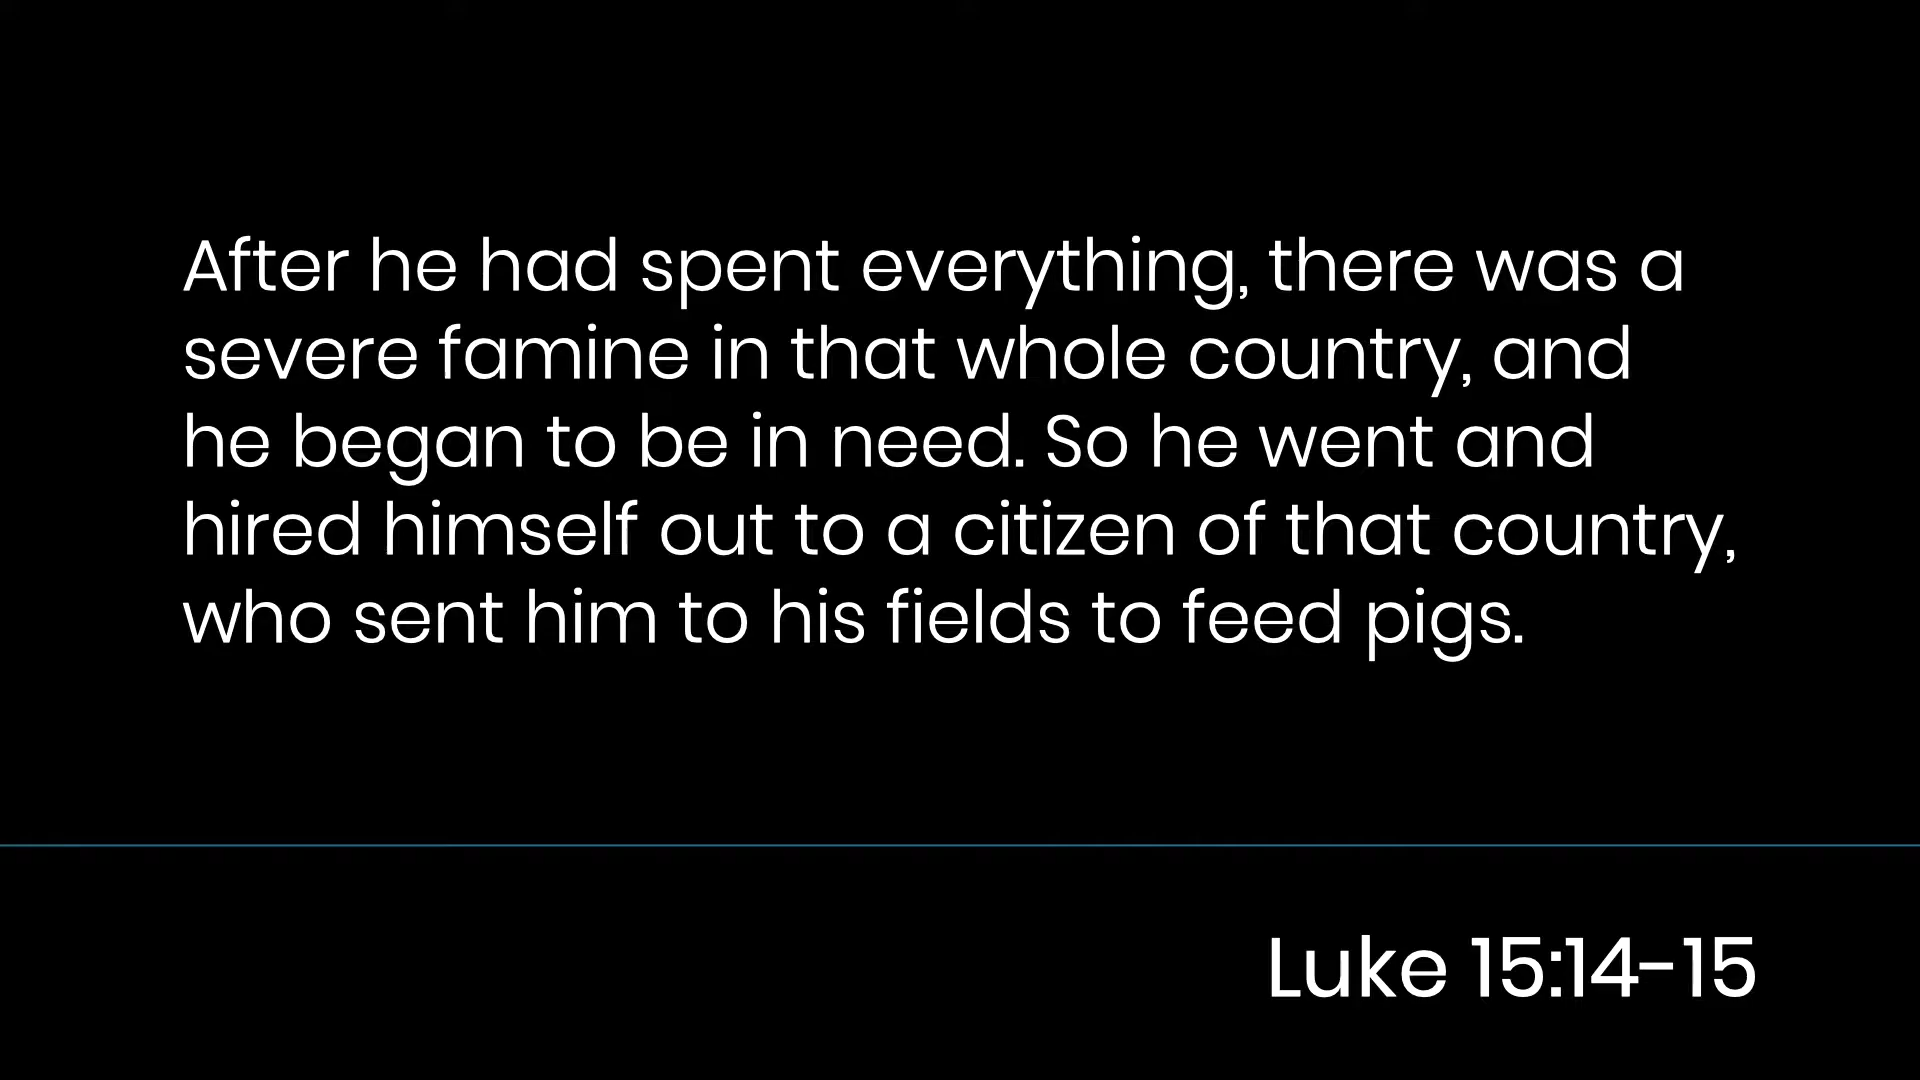 After he had spent everything, there was a
severe famine in that whole country, and
he began to be in need. So he went and
hired himself out to a citizen of that country,
who sent him to his fields to feed pigs.
Luke 15:14-15